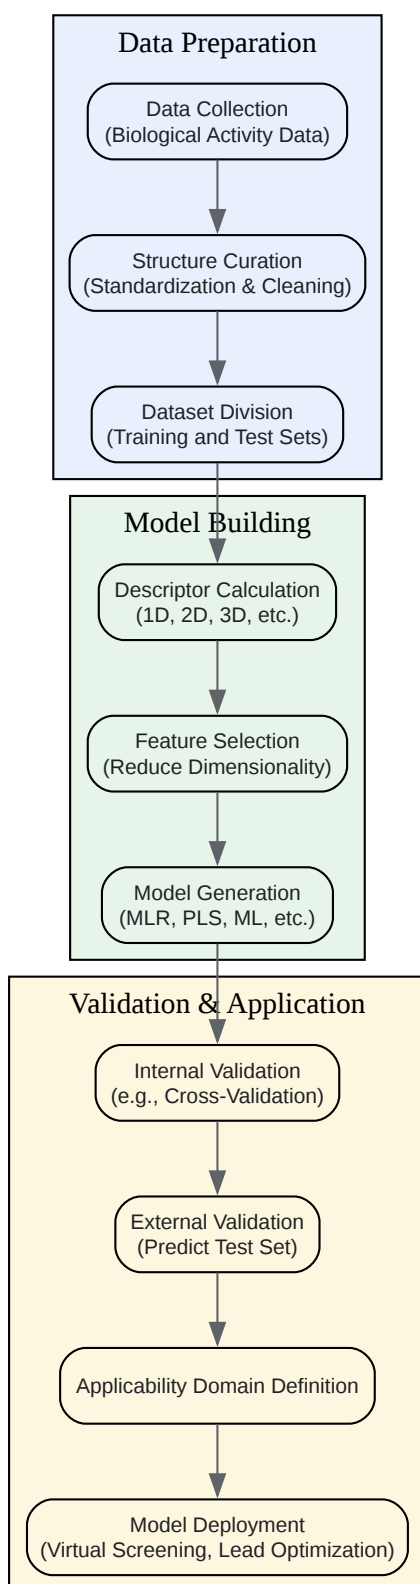 Data Preparation
Data Collection
(Biological Activity Data)
Structure Curation
(Standardization & Cleaning)
Dataset Division
(Training and Test Sets)
Model Building
Descriptor Calculation
(1D, 2D, 3D, etc.)
Feature Selection
(Reduce Dimensionality)
Model Generation
(MLR, PLS, ML, etc.)
Validation & Application
Internal Validation
(e.g., Cross-Validation)
External Validation
(Predict Test Set)
Applicability Domain Definition
Model Deployment
(Virtual Screening, Lead Optimization)